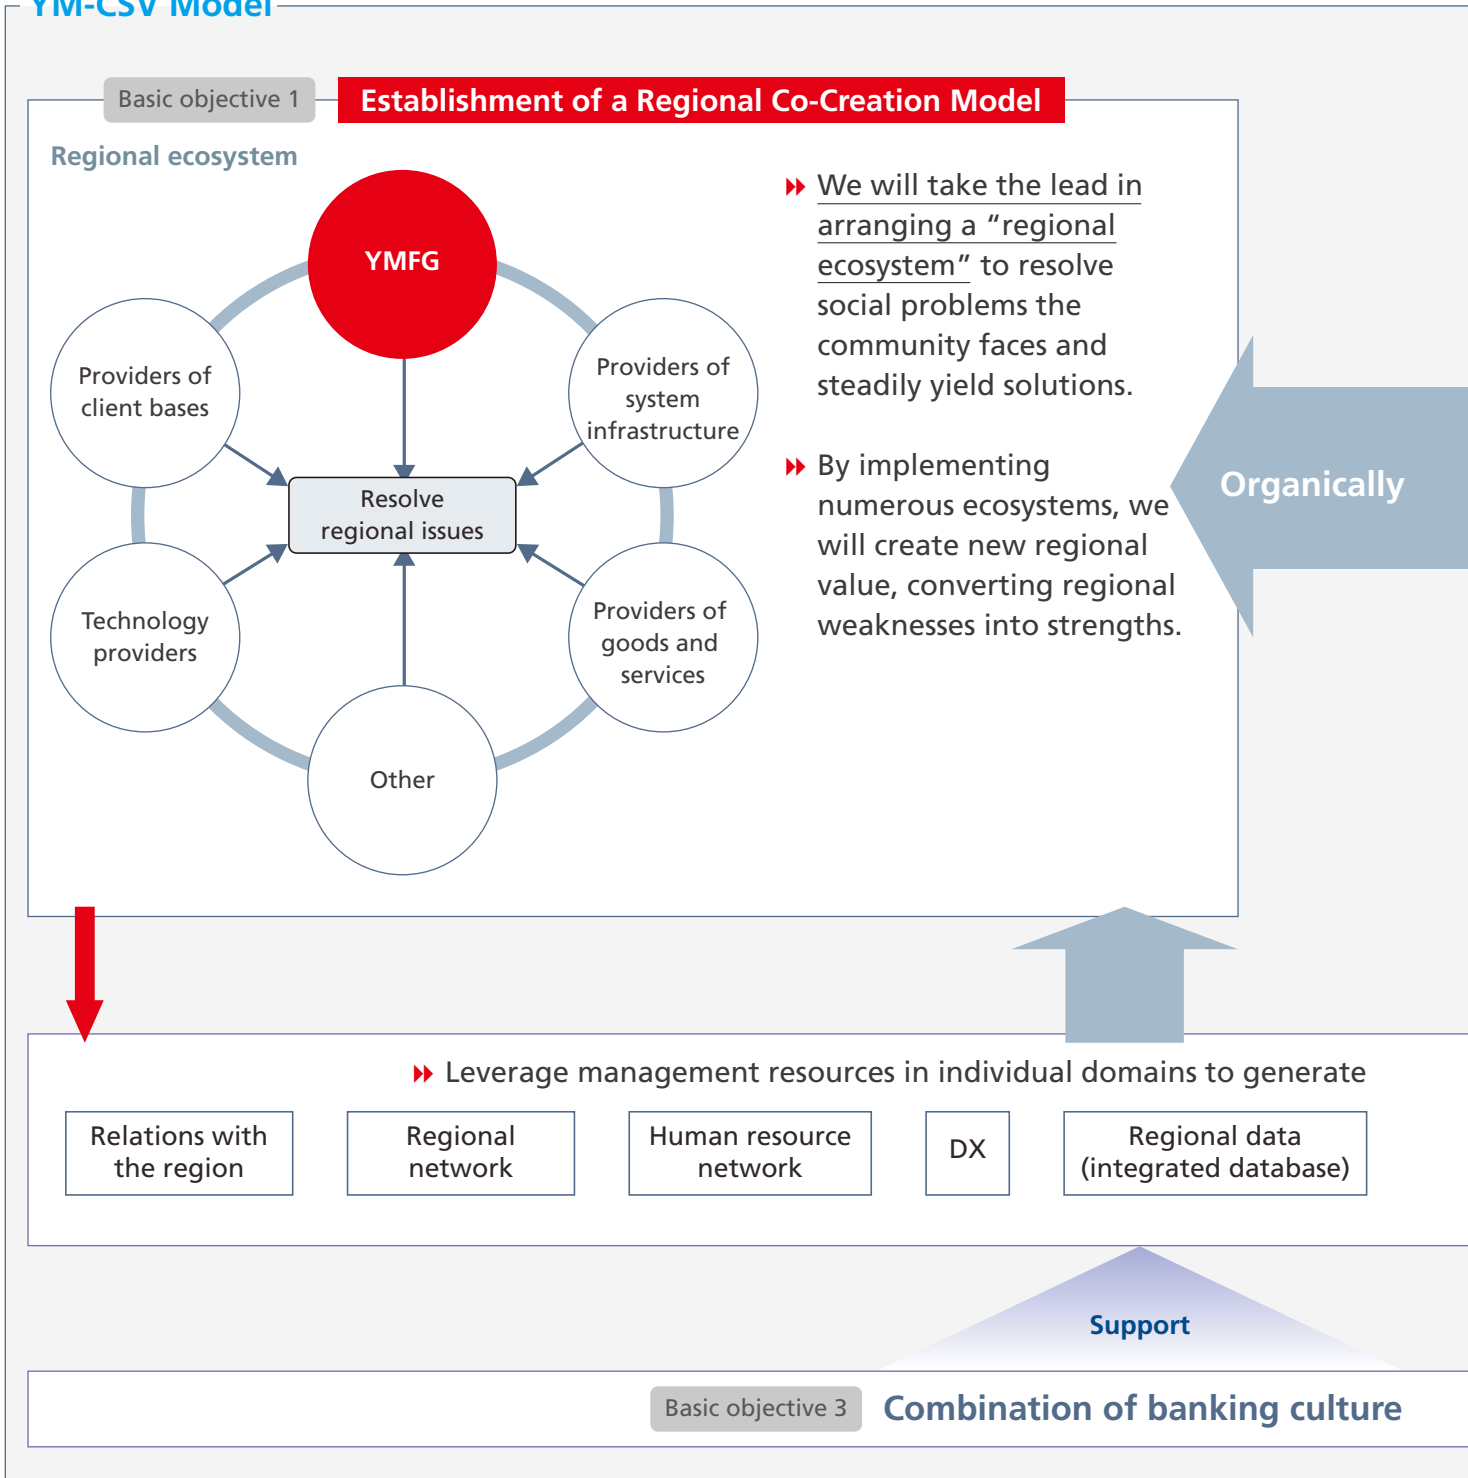 YM-CSV Model
Basic objective 1
Establishment of a Regional Co-Creation Model
Regional ecosystem
YMFG
Providers of
client bases
Providers of
system
infrastructure
Resolve
regional issues
Technology
providers
Providers of
goods and
services
Other
We will take the lead in
arranging a “regional
ecosystem” to resolve
social problems the
community faces and
steadily yield solutions.
By implementing
numerous ecosystems, we
will create new regional
value, converting regional
weaknesses into strengths.
Organically
Leverage management resources in individual domains to generate
Relations with
the region
Regional
network
Human resource
network
DX
Regional data
(integrated database)
Support
Basic objective 3
Combination of banking culture